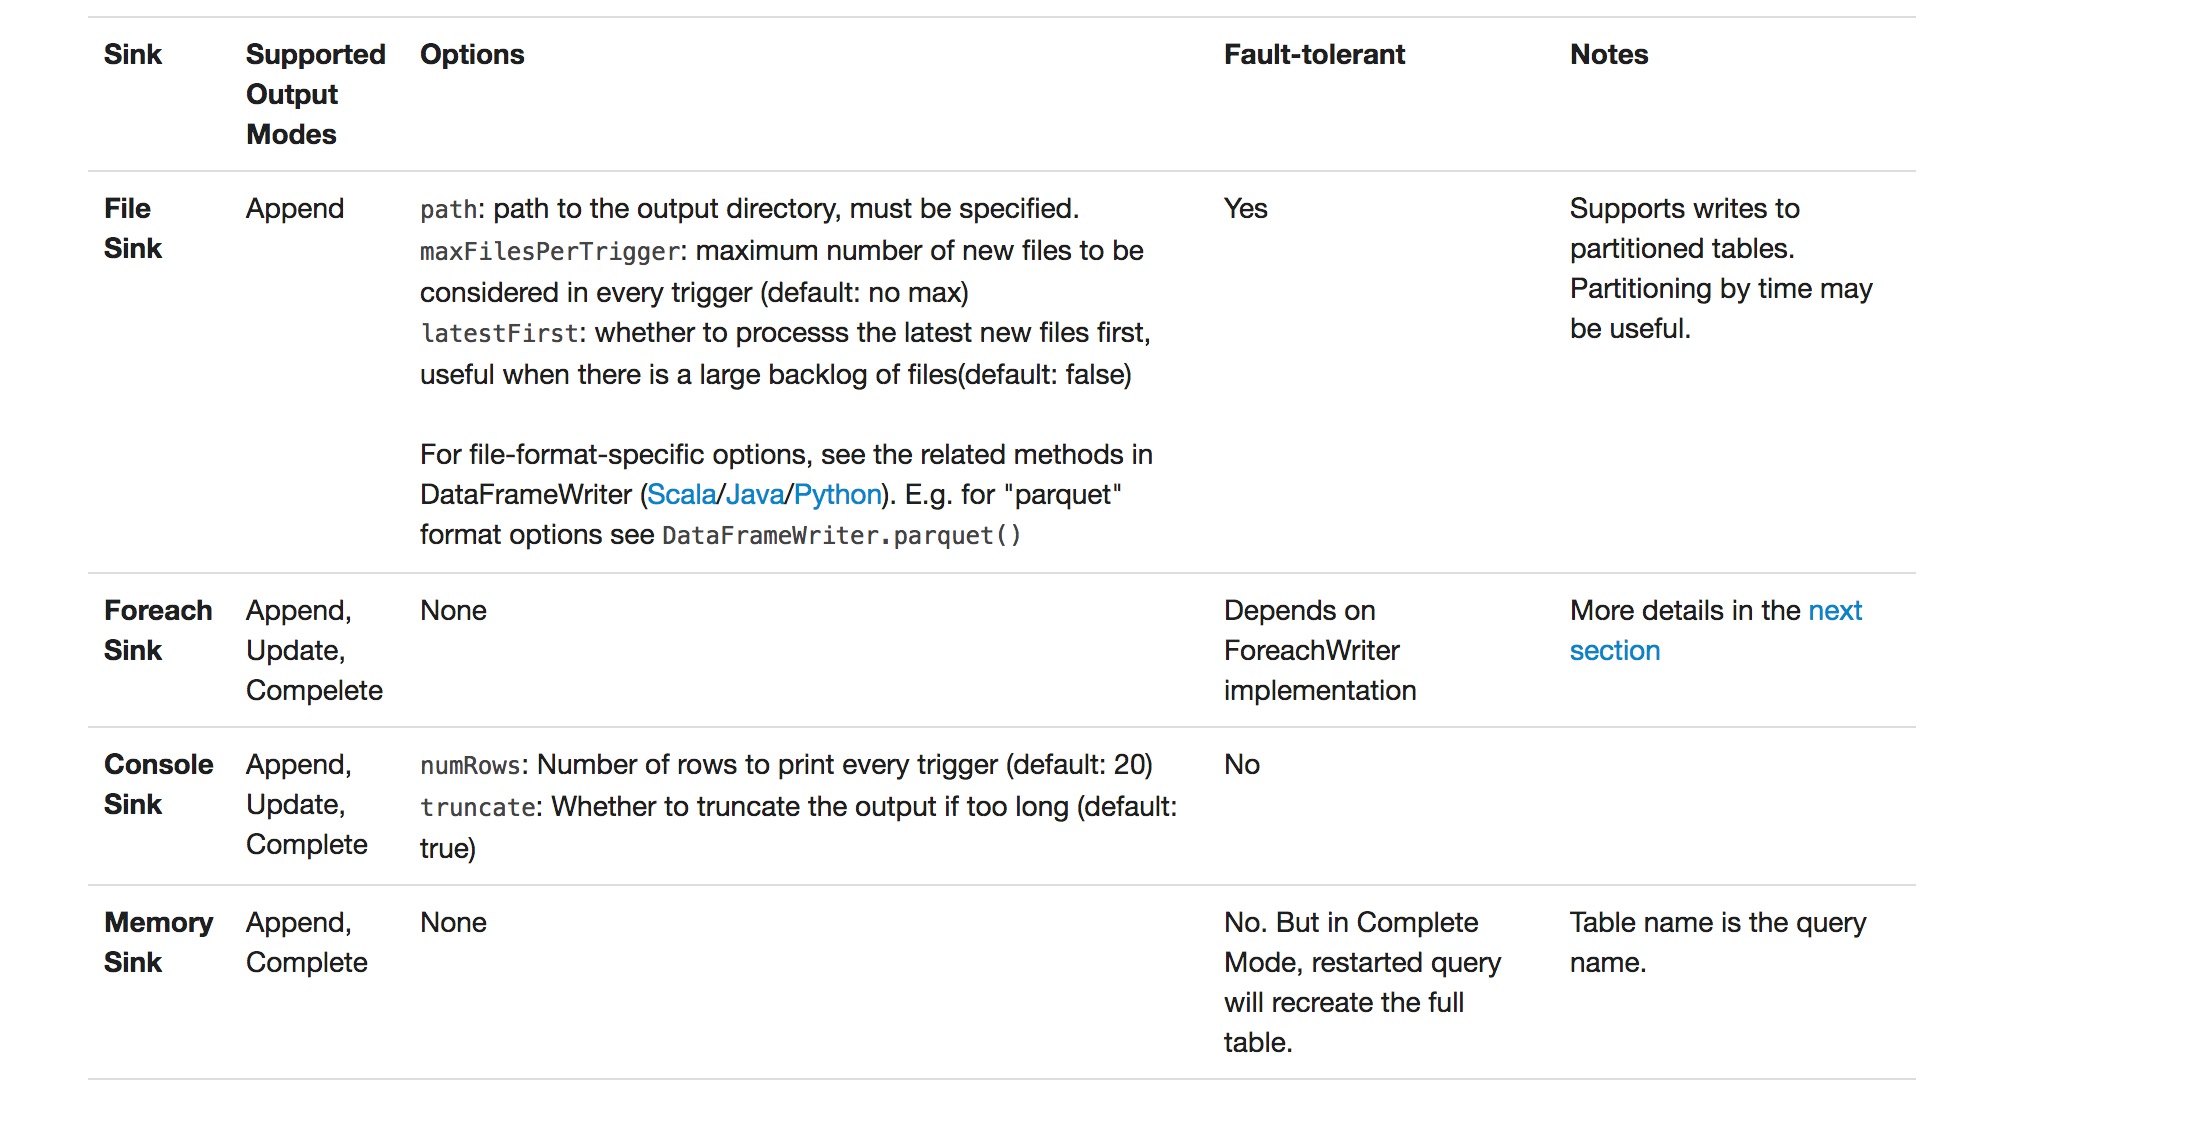 Sink
Supported
Output
Modes
Options
Fault-tolerant
Notes
File
Sink
Append
path: path to the output directory, must be specified.
maxFilesPerTrigger: maximum number of new files to be
considered in every trigger (default: no max)
latestFirst: whether to processs the latest new files first,
useful when there is a large backlog of files(default: false)
For file-format-specific options, see the related methods in
DataFrameWriter (Scala/Java/Python). E.g. for "parquet"
format options see DataFrameWriter.parquet()
Yes
Supports writes to
partitioned tables.
Partitioning by time may
be useful.
Foreach
Sink
Append,
Update,
Compelete
None
Depends on
ForeachWriter
implementation
More details in the next
section
Console
Sink
Append,
Update,
Complete
numRows: Number of rows to print every trigger (default: 20)
truncate: Whether to truncate the output if too long (default:
true)
No
Memory
Sink
Append,
Complete
None
No. But in Complete
Mode, restarted query
will recreate the full
table.
Table name is the query
name.